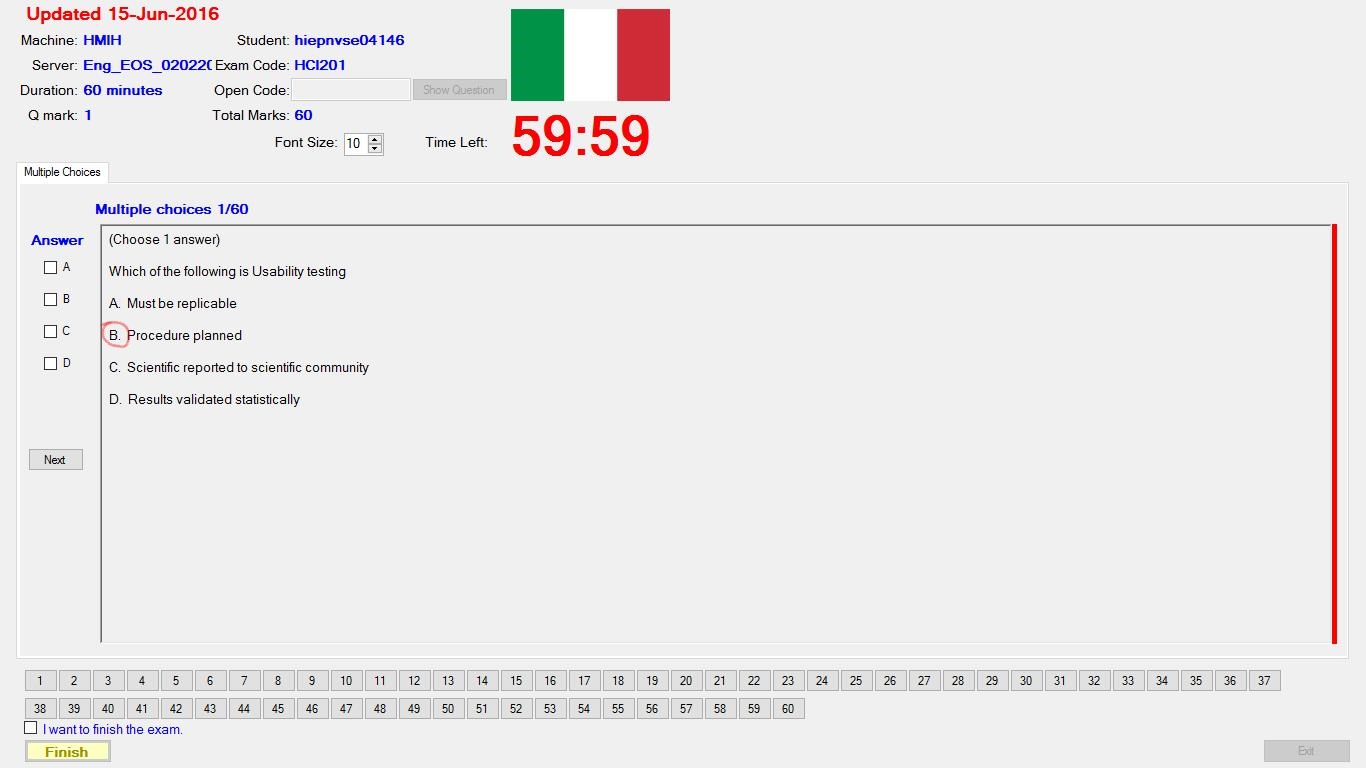 Updated 15-Jun-2016
Machine: HMIH Student: hiepnvse04146
Server: Eng_EOS_02022 Exam Code: HCI201
Duration: 60 minutes Open Code: Show Question
Q mark: 1 Total Marks: 60
Font Size: 10 Time Left: 59:59
Multiple Choices
Multiple choices 1/60
Answer
(Choose 1 answer)
A
Which of the following is Usability testing
B
A. Must be replicable
C
B. Procedure planned
D
C. Scientific reported to scientific community
D. Results validated statistically
Next
1 2 3 4 5 6 7 8 9 10 11 12 13 14 15 16 17 18 19 20 21 22 23 24 25 26 27 28 29 30 31 32 33 34 35 36 37
38 39 40 41 42 43 44 45 46 47 48 49 50 51 52 53 54 55 56 57 58 59 60
I want to finish the exam.
Finish Exit